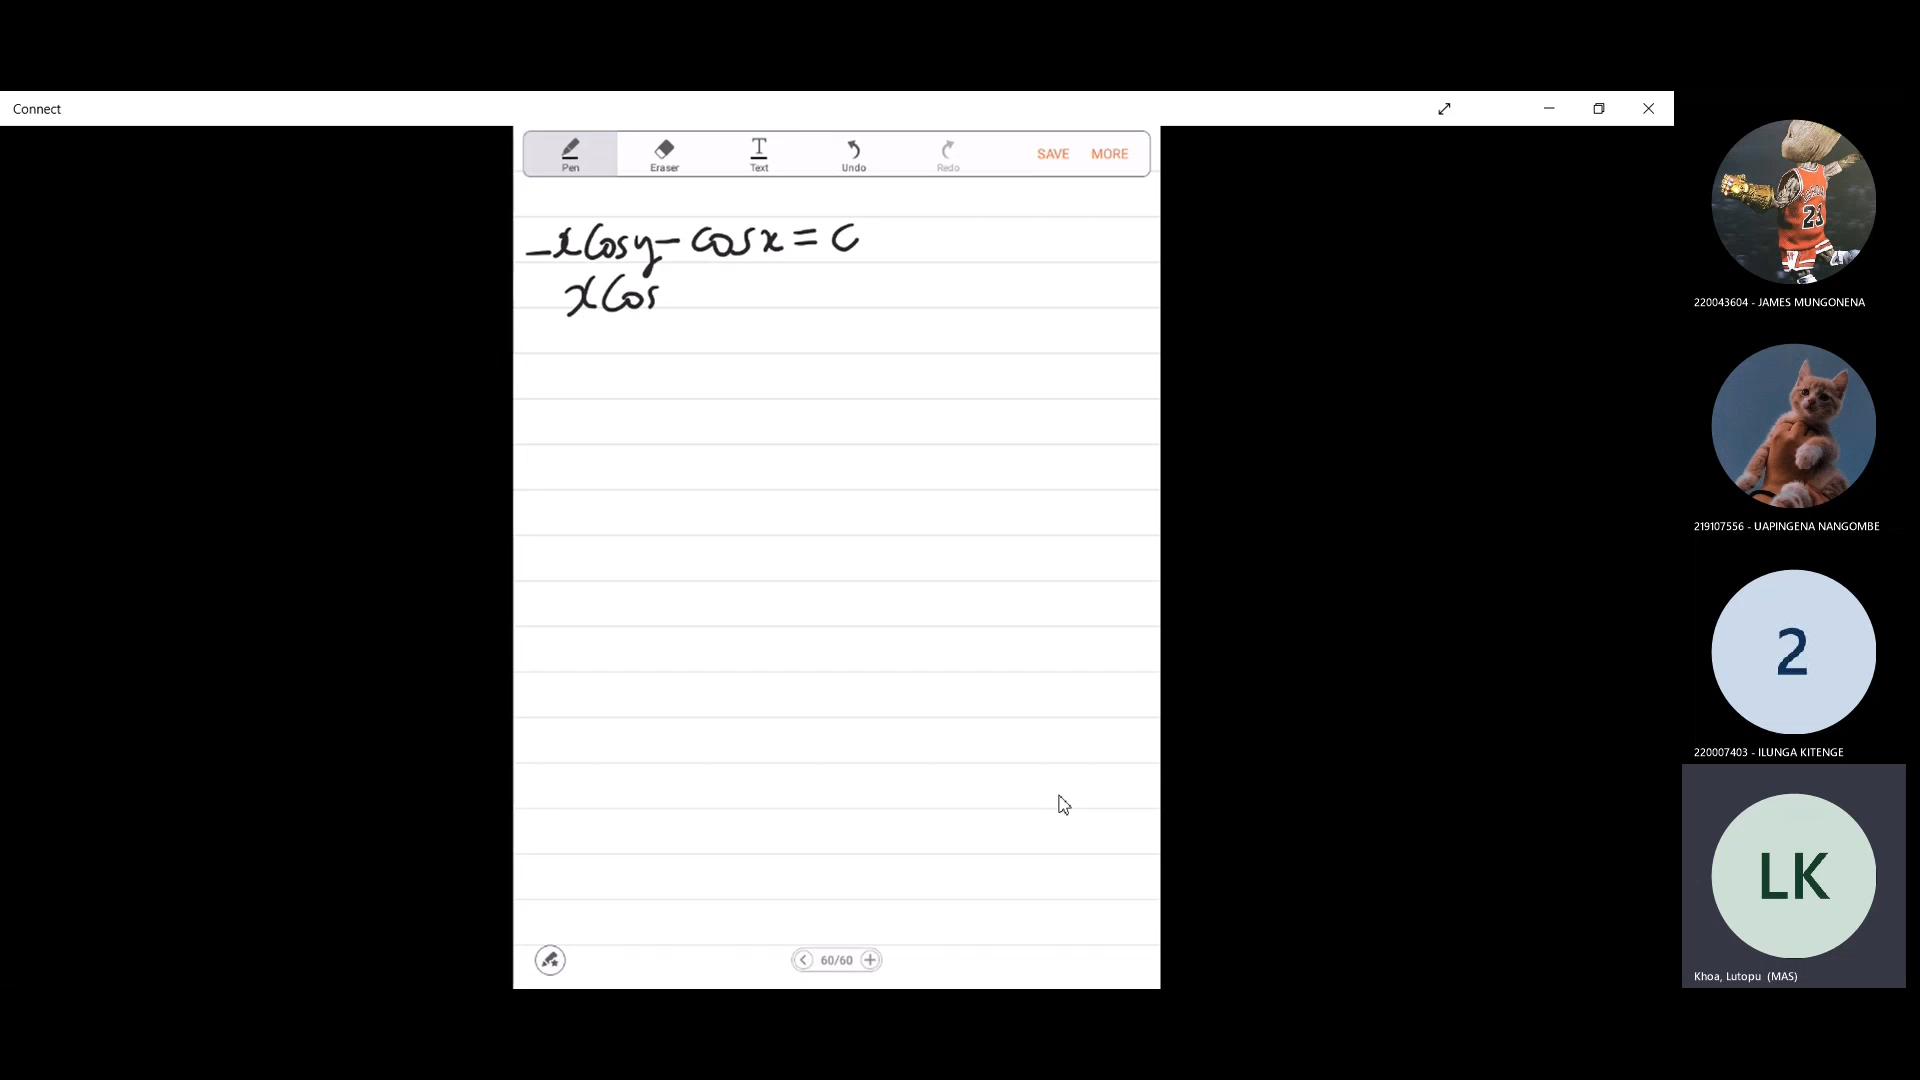 Connect
Pen
Eraser
T
Text
Undo
Redo
SAVE
MORE
-x Cos y - cos x = c
x Cos
60/60
23
220043604 - JAMES MUNGONENA
219107556 - UAPINGENA NANGOMBE
2
220007403 - ILUNGA KITENGE
LK
Khoa, Lutopu (MAS)